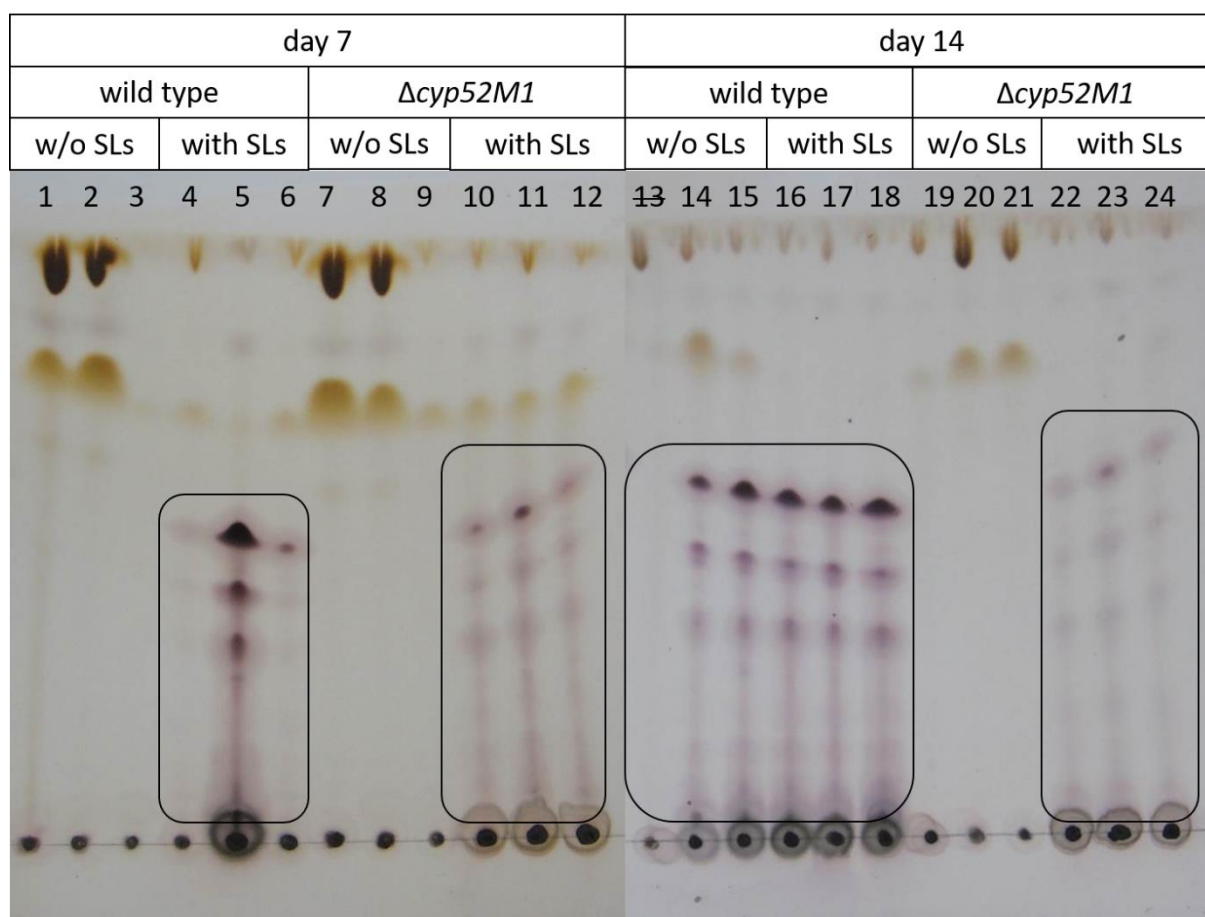 day 7 day 14
wild type Δcyp52M1 wild type Δcyp52M1
w/o SLs with SLs w/o SLs with SLs w/o SLs with SLs w/o SLs with SLs
1 2 3 4 5 6 7 8 9 10 11 12 13 14 15 16 17 18 19 20 21 22 23 24